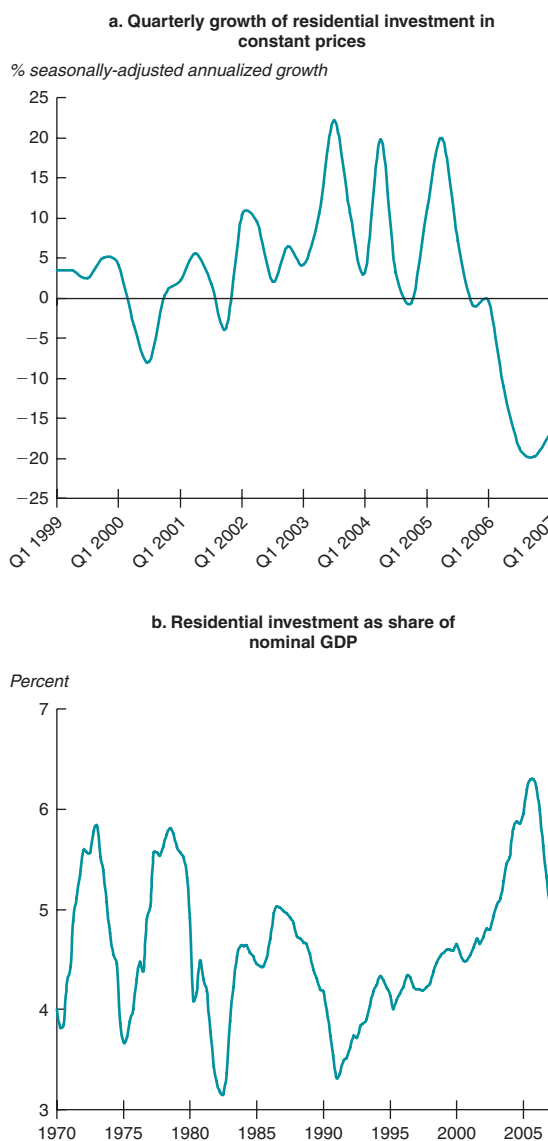 a. Quarterly growth of residential investment in
constant prices
% seasonally-adjusted annualized growth
25
20
15
10
5
0
−5
−10
−15
−20
−25
Q1 1999
Q1 2000
Q1 2001
Q1 2002
Q1 2003
Q1 2004
Q1 2005
Q1 2006
Q1 2007
b. Residential investment as share of
nominal GDP
Percent
7
6
5
4
3
1970
1975
1980
1985
1990
1995
2000
2005